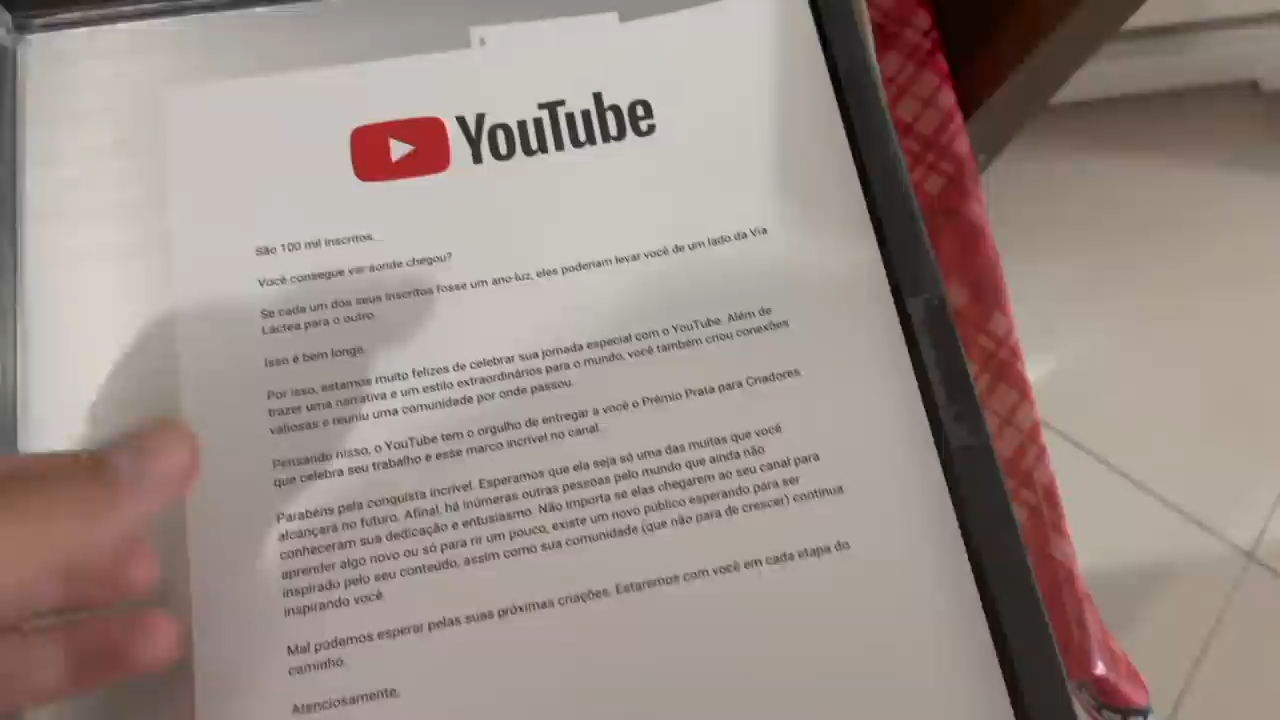 YouTube
São 100 mil inscritos...
Você consegue ver aonde chegou?
Se cada um dos seus inscritos fosse um ano-luz, eles poderiam levar você de um lado da Via
Láctea para o outro.
Isso é bem longe.
Por isso, estamos muito felizes de celebrar sua jornada especial com o YouTube. Além de
trazer uma narrativa e um estilo extraordinários para o mundo, você também criou conexões
valiosas e reuniu uma comunidade por onde passou.
Pensando nisso, o YouTube tem o orgulho de entregar a você o Prêmio Prata para Criadores,
que celebra seu trabalho e esse marco incrível no canal.
Parabéns pela conquista incrível. Esperamos que ela seja só uma das muitas que você
alcançará no futuro. Afinal, há inúmeras outras pessoas pelo mundo que ainda não
conheceram sua dedicação e entusiasmo. Não importa se elas chegarem ao seu canal para
aprender algo novo ou só para rir um pouco, existe um novo público esperando para ser
inspirado pelo seu conteúdo, assim como sua comunidade (que não para de crescer) continua
inspirando você.
Mal podemos esperar pelas suas próximas criações. Estaremos com você em cada etapa do
caminho.
Atenciosamente,